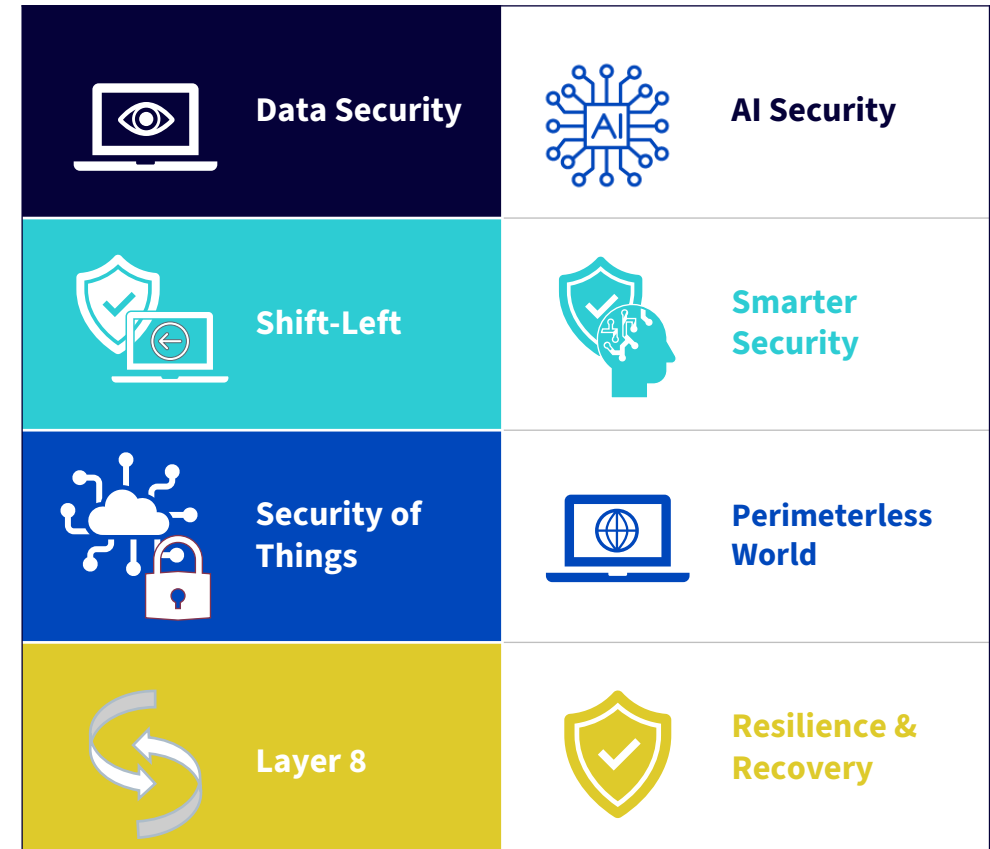 Data Security
AI Security
AI
Shift-Left
Smarter
Security
Security of
Things
Perimeterless
World
Layer 8
Resilience &
Recovery